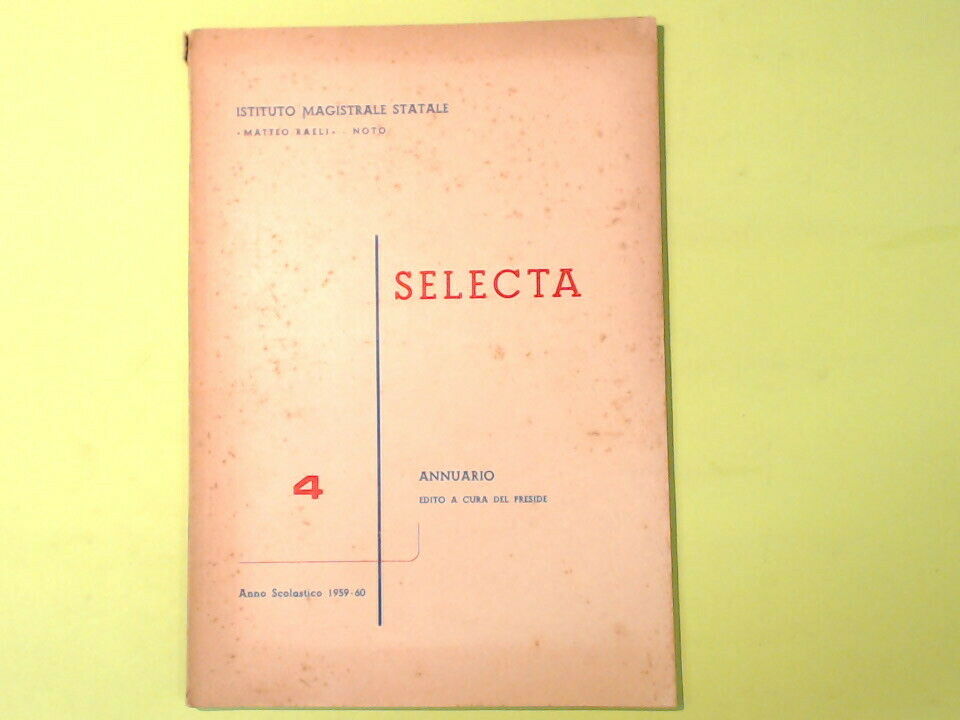 ISTITUTO MAGISTRALE STATALE
«MATTEO RAELI» - NOTO
SELECTA
4
ANNUARIO
EDITO A CURA DEL PRESIDE
Anno Scolastico 1959-60